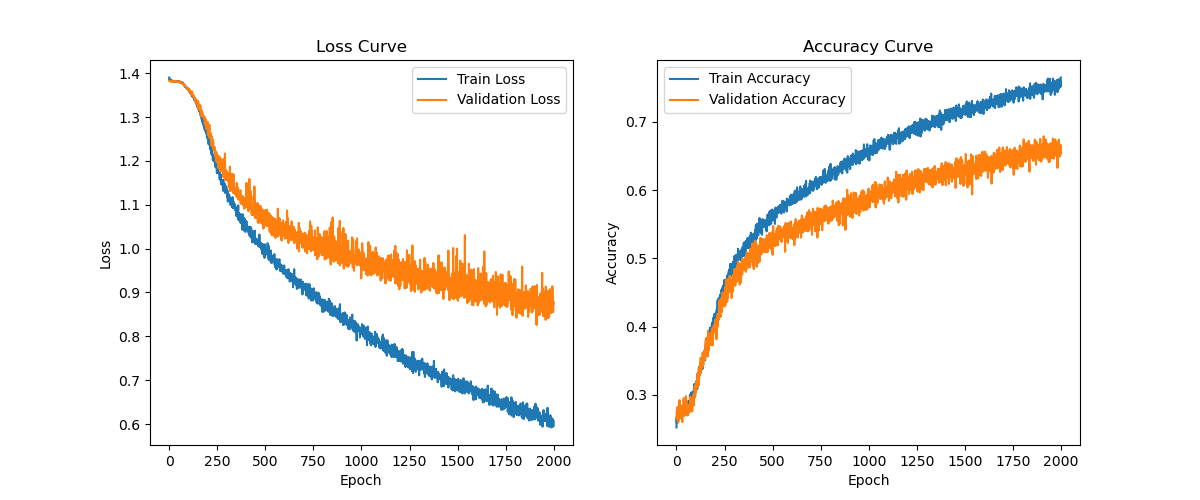 Loss Curve
1.4
1.3
1.2
1.1
1.0
0.9
0.8
0.7
0.6
Loss
Train Loss
Validation Loss
0 250 500 750 1000 1250 1500 1750 2000
Epoch
Accuracy Curve
0.7
0.6
0.5
0.4
0.3
Accuracy
Train Accuracy
Validation Accuracy
0 250 500 750 1000 1250 1500 1750 2000
Epoch